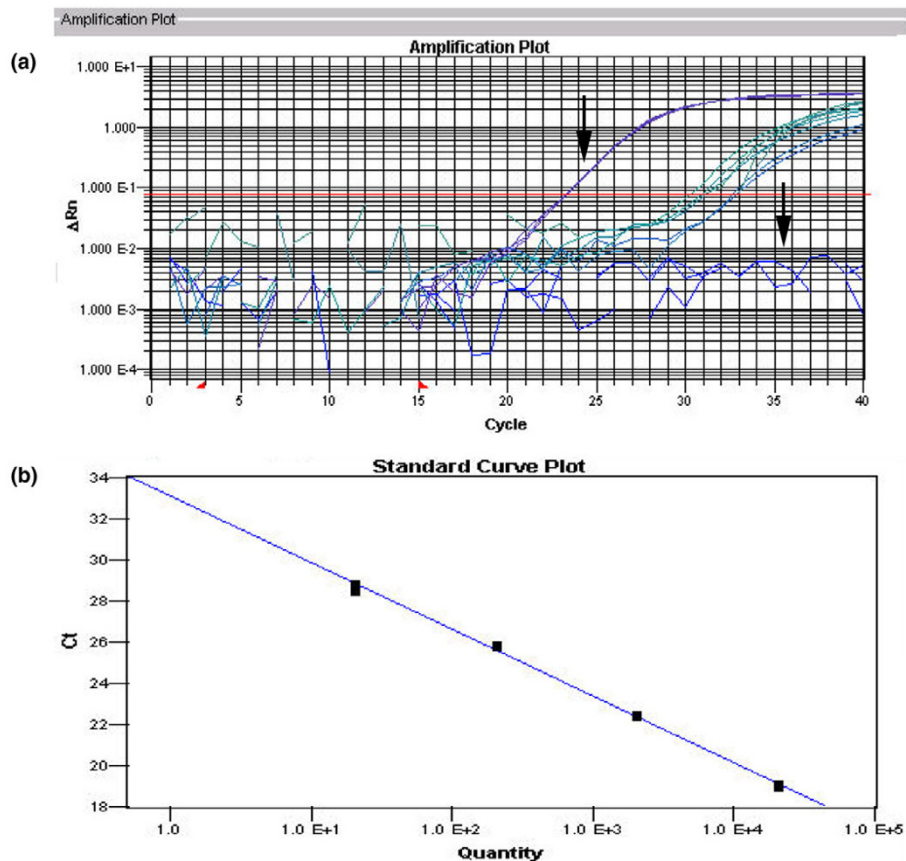 Amplification Plot
(a)
Amplification Plot
1.000 E+1
1.000
1.000 E-1
1.000 E-2
1.000 E-3
1.000 E-4
ΔRn
0 5 10 15 20 25 30 35 40
Cycle
(b)
Standard Curve Plot
34
32
30
28
26
24
22
20
18
Ct
1.0 1.0 E+1 1.0 E+2 1.0 E+3 1.0 E+4 1.0 E+5
Quantity